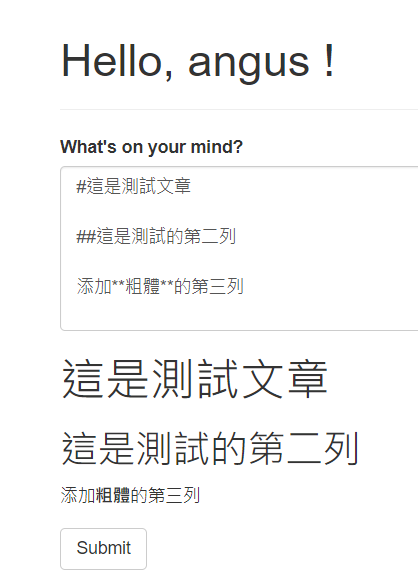 Hello, angus !
What's on your mind?
#這是測試文章
##這是測試的第二列
添加**粗體**的第三列
這是測試文章
這是測試的第二列
添加粗體的第三列
Submit